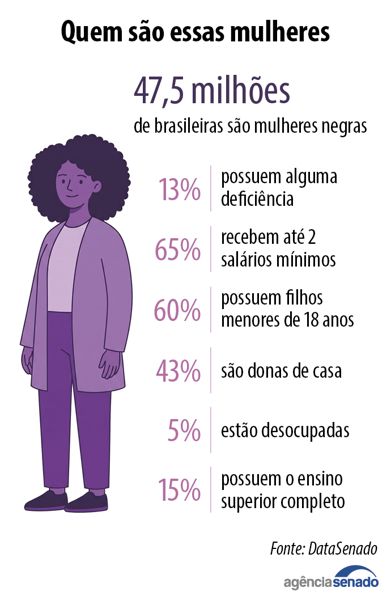 Quem são essas mulheres
47,5 milhões
de brasileiras são mulheres negras
13%
possuem alguma
deficiência
65%
recebem até 2
salários mínimos
60%
possuem filhos
menores de 18 anos
43%
são donas de casa
5%
estão desocupadas
15%
possuem o ensino
superior completo
Fonte: DataSenado
agênciasenado